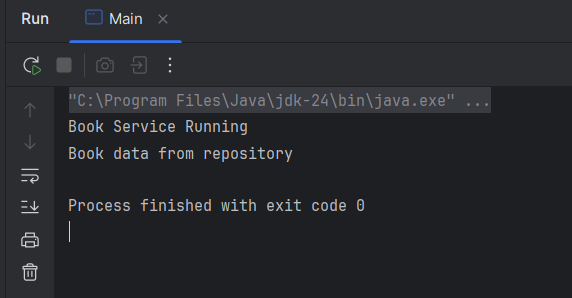 Run Main
"C:\Program Files\Java\jdk-24\bin\java.exe" ...
Book Service Running
Book data from repository
Process finished with exit code 0